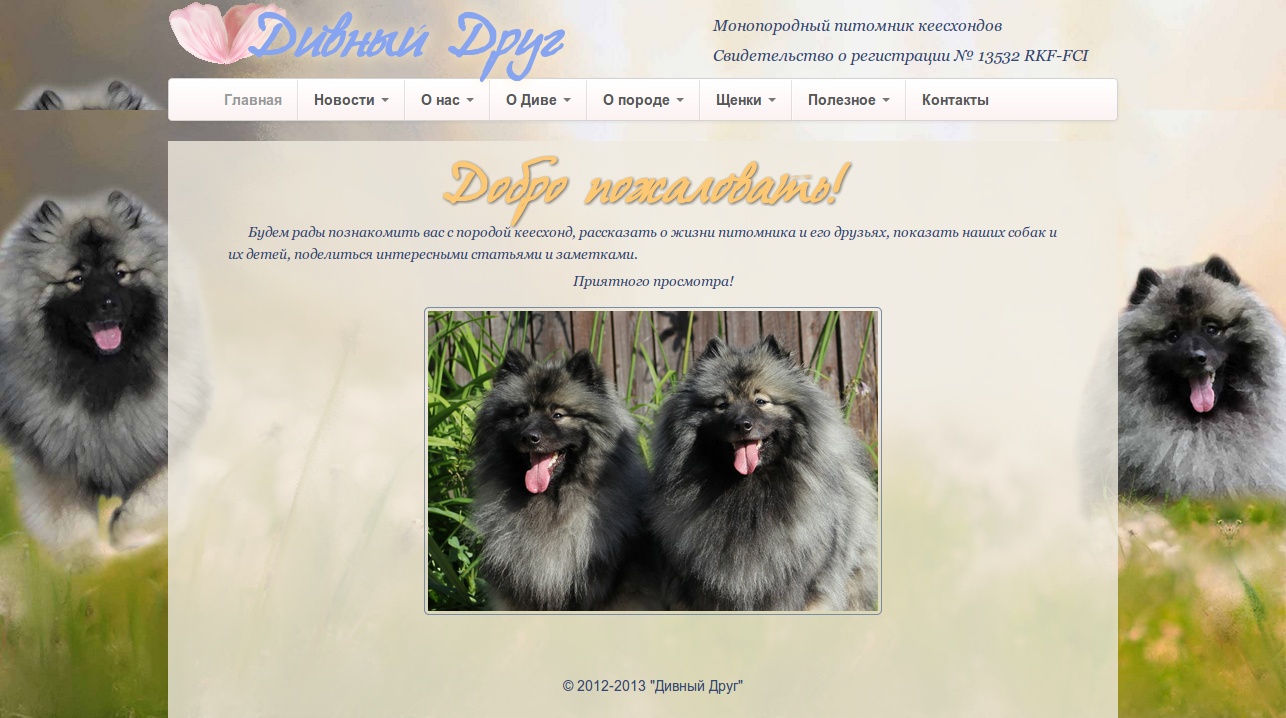 Дивный Друг
Монопородный питомник кеесхондов
Свидетельство о регистрации № 13532 RKF-FCI
Главная Новости О нас О Диве О породе Щенки Полезное Контакты
Добро пожаловать!
Будем рады познакомить вас с породой кеесхонд, рассказать о жизни питомника и его друзьях, показать наших собак и
их детей, поделиться интересными статьями и заметками.
Приятного просмотра!
© 2012-2013 "Дивный Друг"